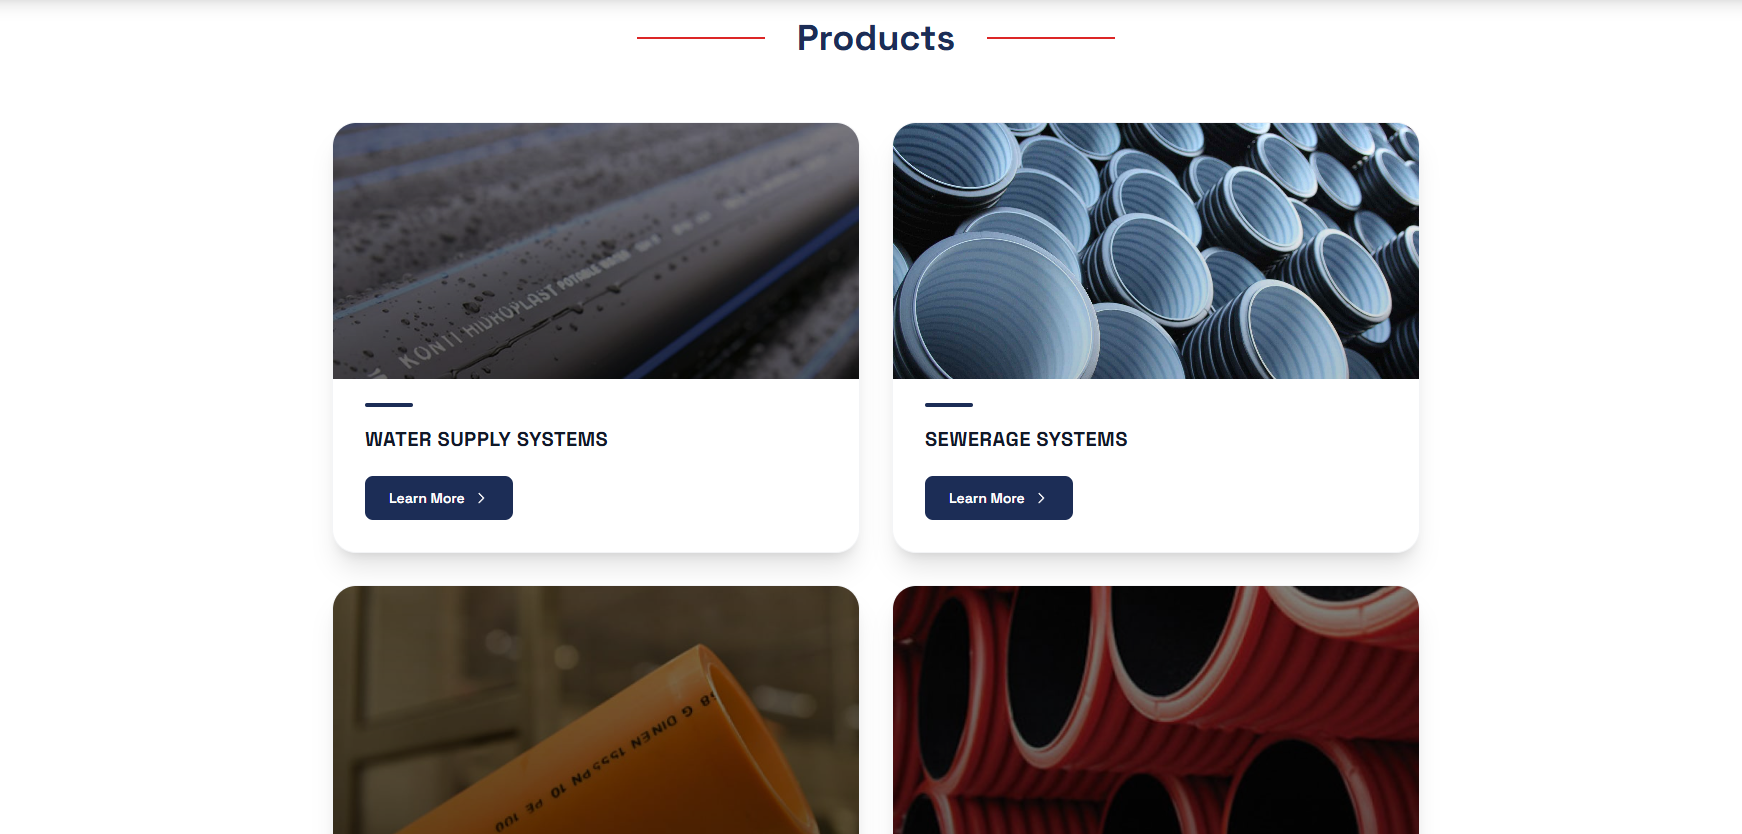 Products
KONTI HIDROPLAST POTABLE WATER
WATER SUPPLY SYSTEMS
SEWERAGE SYSTEMS
Learn More
Learn More
G DIN EN 1555 PN 10 PE 100